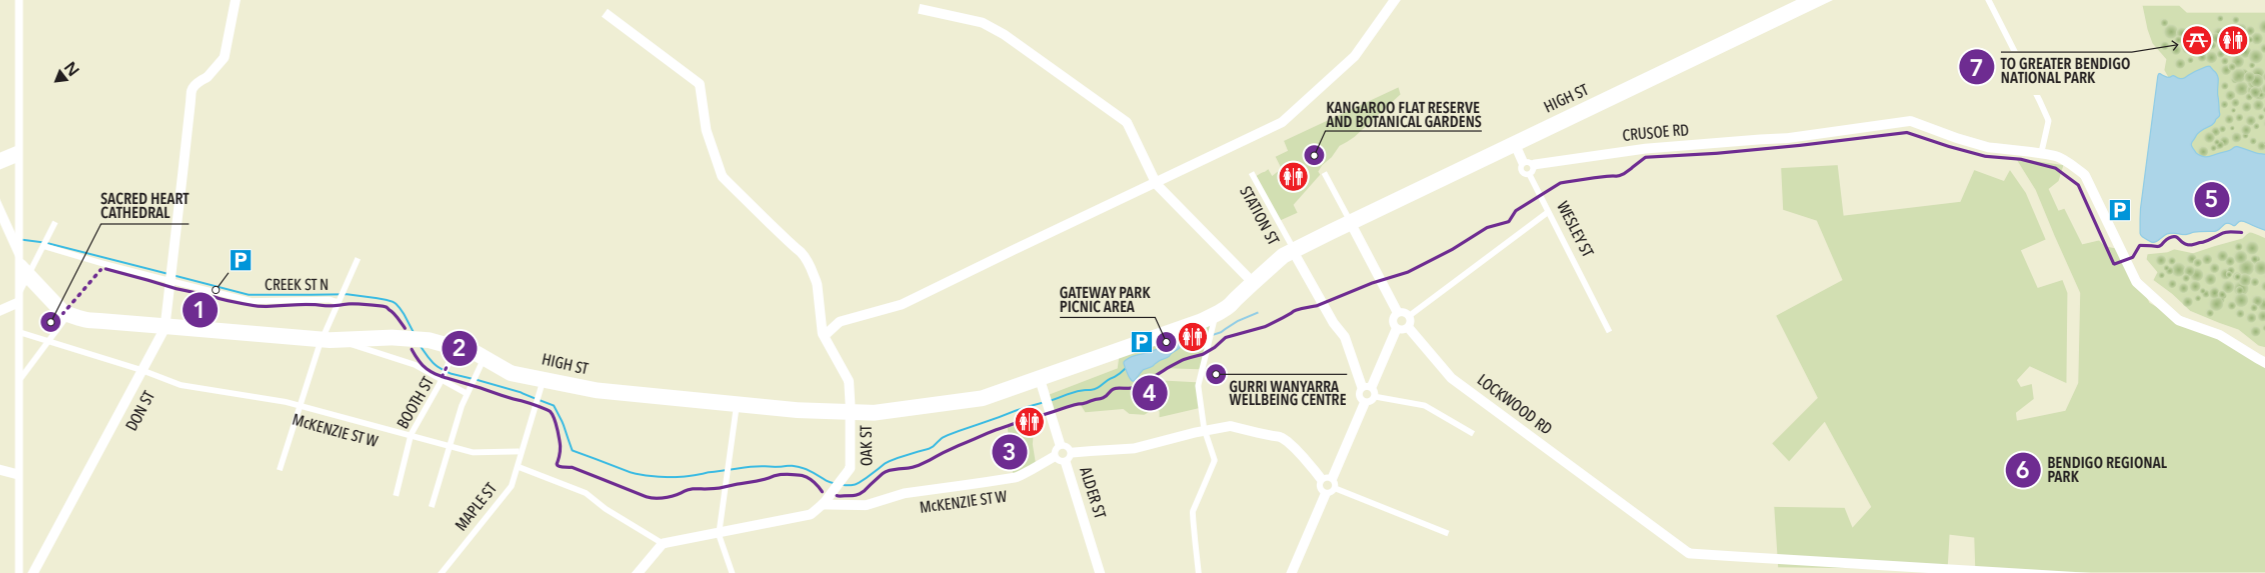 N
SACRED HEART
CATHEDRAL
P
CREEK ST N
1
2
DON ST
McKENZIE ST W
BOOTH ST
HIGH ST
MAPLE ST
OAK ST
McKENZIE ST W
3
ALDER ST
GATEWAY PARK
PICNIC AREA
P
4
GURRI WANYARRA
WELLBEING CENTRE
STATION ST
KANGAROO FLAT RESERVE
AND BOTANICAL GARDENS
HIGH ST
CRUSOE RD
WESLEY ST
LOCKWOOD RD
7
TO GREATER BENDIGO
NATIONAL PARK
P
5
6
BENDIGO REGIONAL
PARK